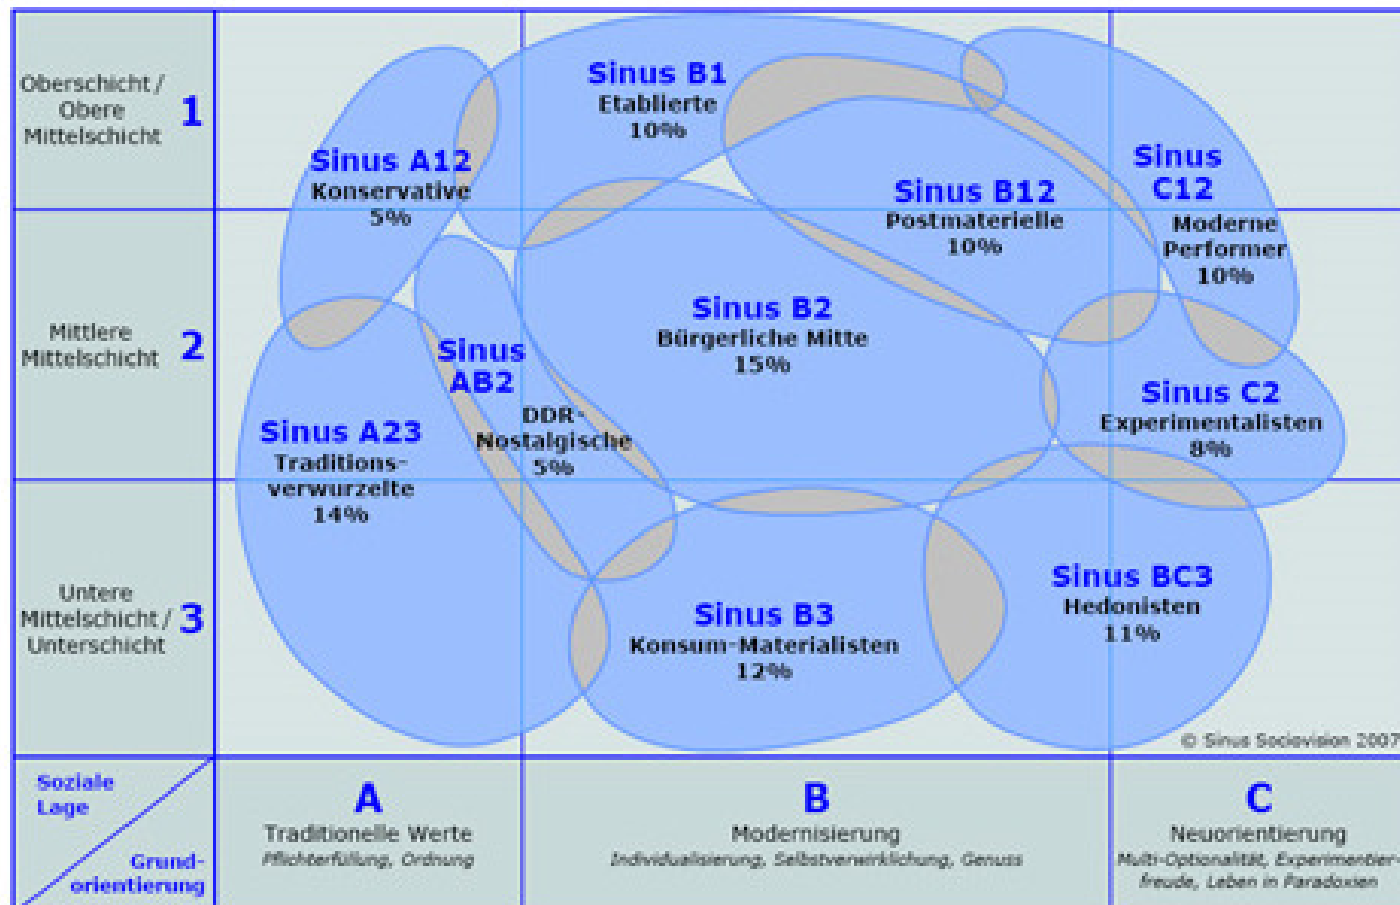 Oberschicht /
Obere
Mittelschicht
1
Mittlere
Mittelschicht
2
Untere
Mittelschicht /
Unterschicht
3
Sinus B1
Etablierte
10%
Sinus A12
Konservative
5%
Sinus B12
Postmaterielle
10%
Sinus
C12
Moderne
Performer
10%
Sinus B2
Bürgerliche Mitte
15%
Sinus
AB2
DDR-
Nostalgische
5%
Sinus A23
Traditions-
verwurzelte
14%
Sinus C2
Experimentalisten
8%
Sinus B3
Konsum-Materialisten
12%
Sinus BC3
Hedonisten
11%
© Sinus Sociovision 2007
Soziale
Lage
Grund-
orientierung
A
Traditionelle Werte
Pflichterfüllung, Ordnung
B
Modernisierung
Individualisierung, Selbstverwirklichung, Genuss
C
Neuorientierung
Multi-Optionalität, Experimentier-
freude, Leben in Paradoxien